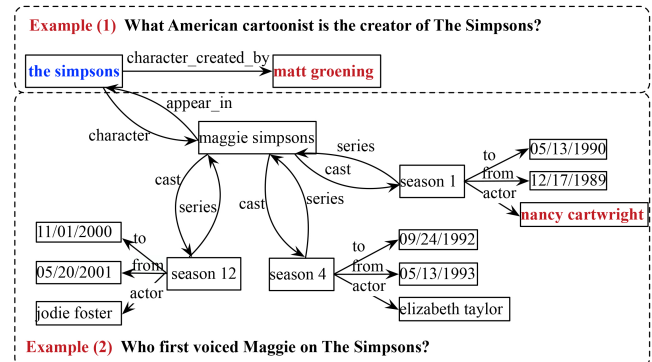 Example (1) What American cartoonist is the creator of The Simpsons?
character_created_by
the simpsons
matt groening
appear_in
character
maggie simpsons
series
cast
season 1
to
from
actor
05/13/1990
12/17/1989
nancy cartwright
cast
series
cast
series
11/01/2000
05/20/2001
jodie foster
to
from
actor
season 12
season 4
to
from
actor
09/24/1992
05/13/1993
elizabeth taylor
Example (2) Who first voiced Maggie on The Simpsons?